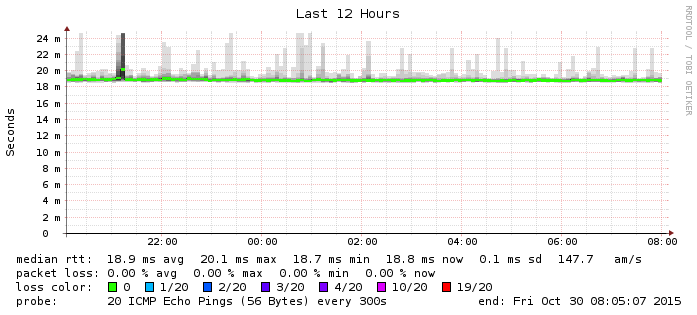 Last 12 Hours
RRDTOOL / TOBI OETIKER
Seconds
24 m
22 m
20 m
18 m
16 m
14 m
12 m
10 m
8 m
6 m
4 m
2 m
0
22:00 00:00 02:00 04:00 06:00 08:00
median rtt: 18.9 ms avg 20.1 ms max 18.7 ms min 18.8 ms now 0.1 ms sd 147.7 am/s
packet loss: 0.00 % avg 0.00 % max 0.00 % min 0.00 % now
loss color: 0 1/20 2/20 3/20 4/20 10/20 19/20
probe: 20 ICMP Echo Pings (56 Bytes) every 300s end: Fri Oct 30 08:05:07 2015